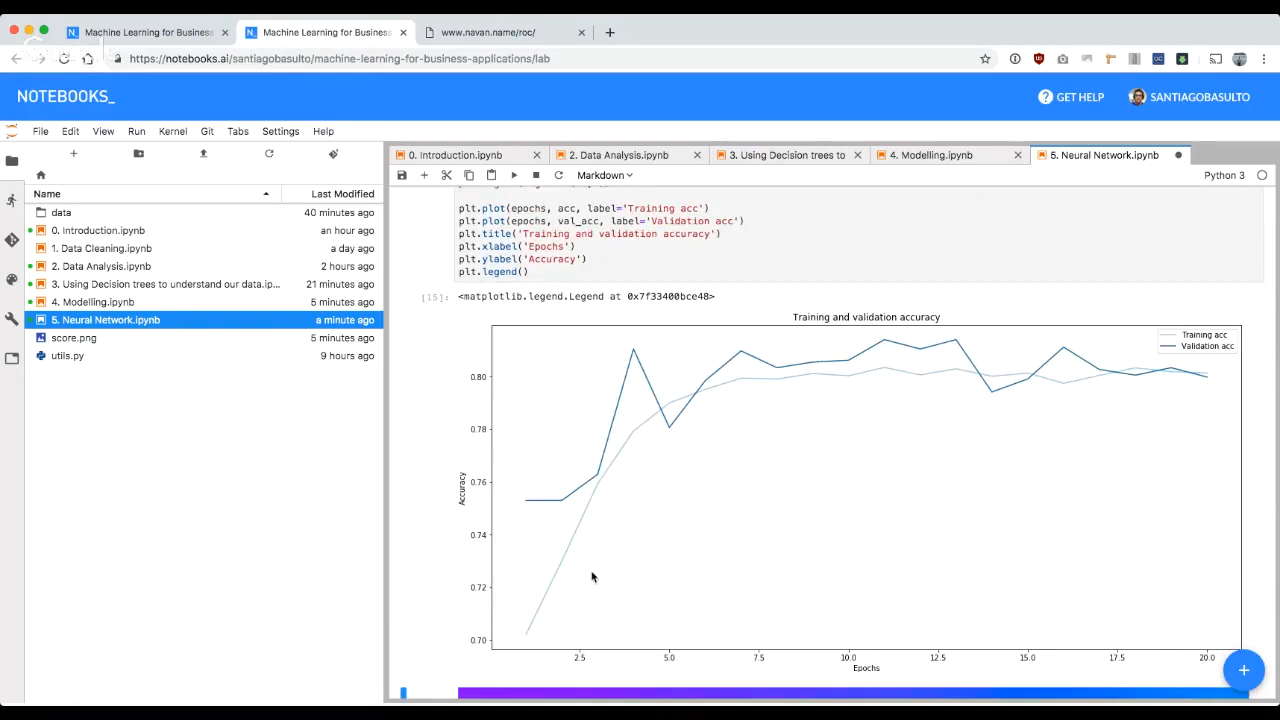 Machine Learning for Business
Machine Learning for Business
www.navan.name/roc/
https://notebooks.ai/santiagobasulto/machine-learning-for-business-applications/lab
NOTEBOOKS_
GET HELP
SANTIAGOBASULTO
File Edit View Run Kernel Git Tabs Settings Help
Name Last Modified
data 40 minutes ago
0. Introduction.ipynb an hour ago
1. Data Cleaning.ipynb a day ago
2. Data Analysis.ipynb 2 hours ago
3. Using Decision trees to understand our data.ip... 21 minutes ago
4. Modelling.ipynb 5 minutes ago
5. Neural Network.ipynb a minute ago
score.png 5 minutes ago
utils.py 9 hours ago
0. Introduction.ipynb
2. Data Analysis.ipynb
3. Using Decision trees to
4. Modelling.ipynb
5. Neural Network.ipynb
Markdown
Python 3
plt.plot(epochs, acc, label='Training acc')
plt.plot(epochs, val_acc, label='Validation acc')
plt.title('Training and validation accuracy')
plt.xlabel('Epochs')
plt.ylabel('Accuracy')
plt.legend()
[15]: <matplotlib.legend.Legend at 0x7f33400bce48>
Training and validation accuracy
Training acc
Validation acc
0.80
0.78
0.76
0.74
0.72
0.70
Accuracy
2.5 5.0 7.5 10.0 12.5 15.0 17.5 20.0
Epochs